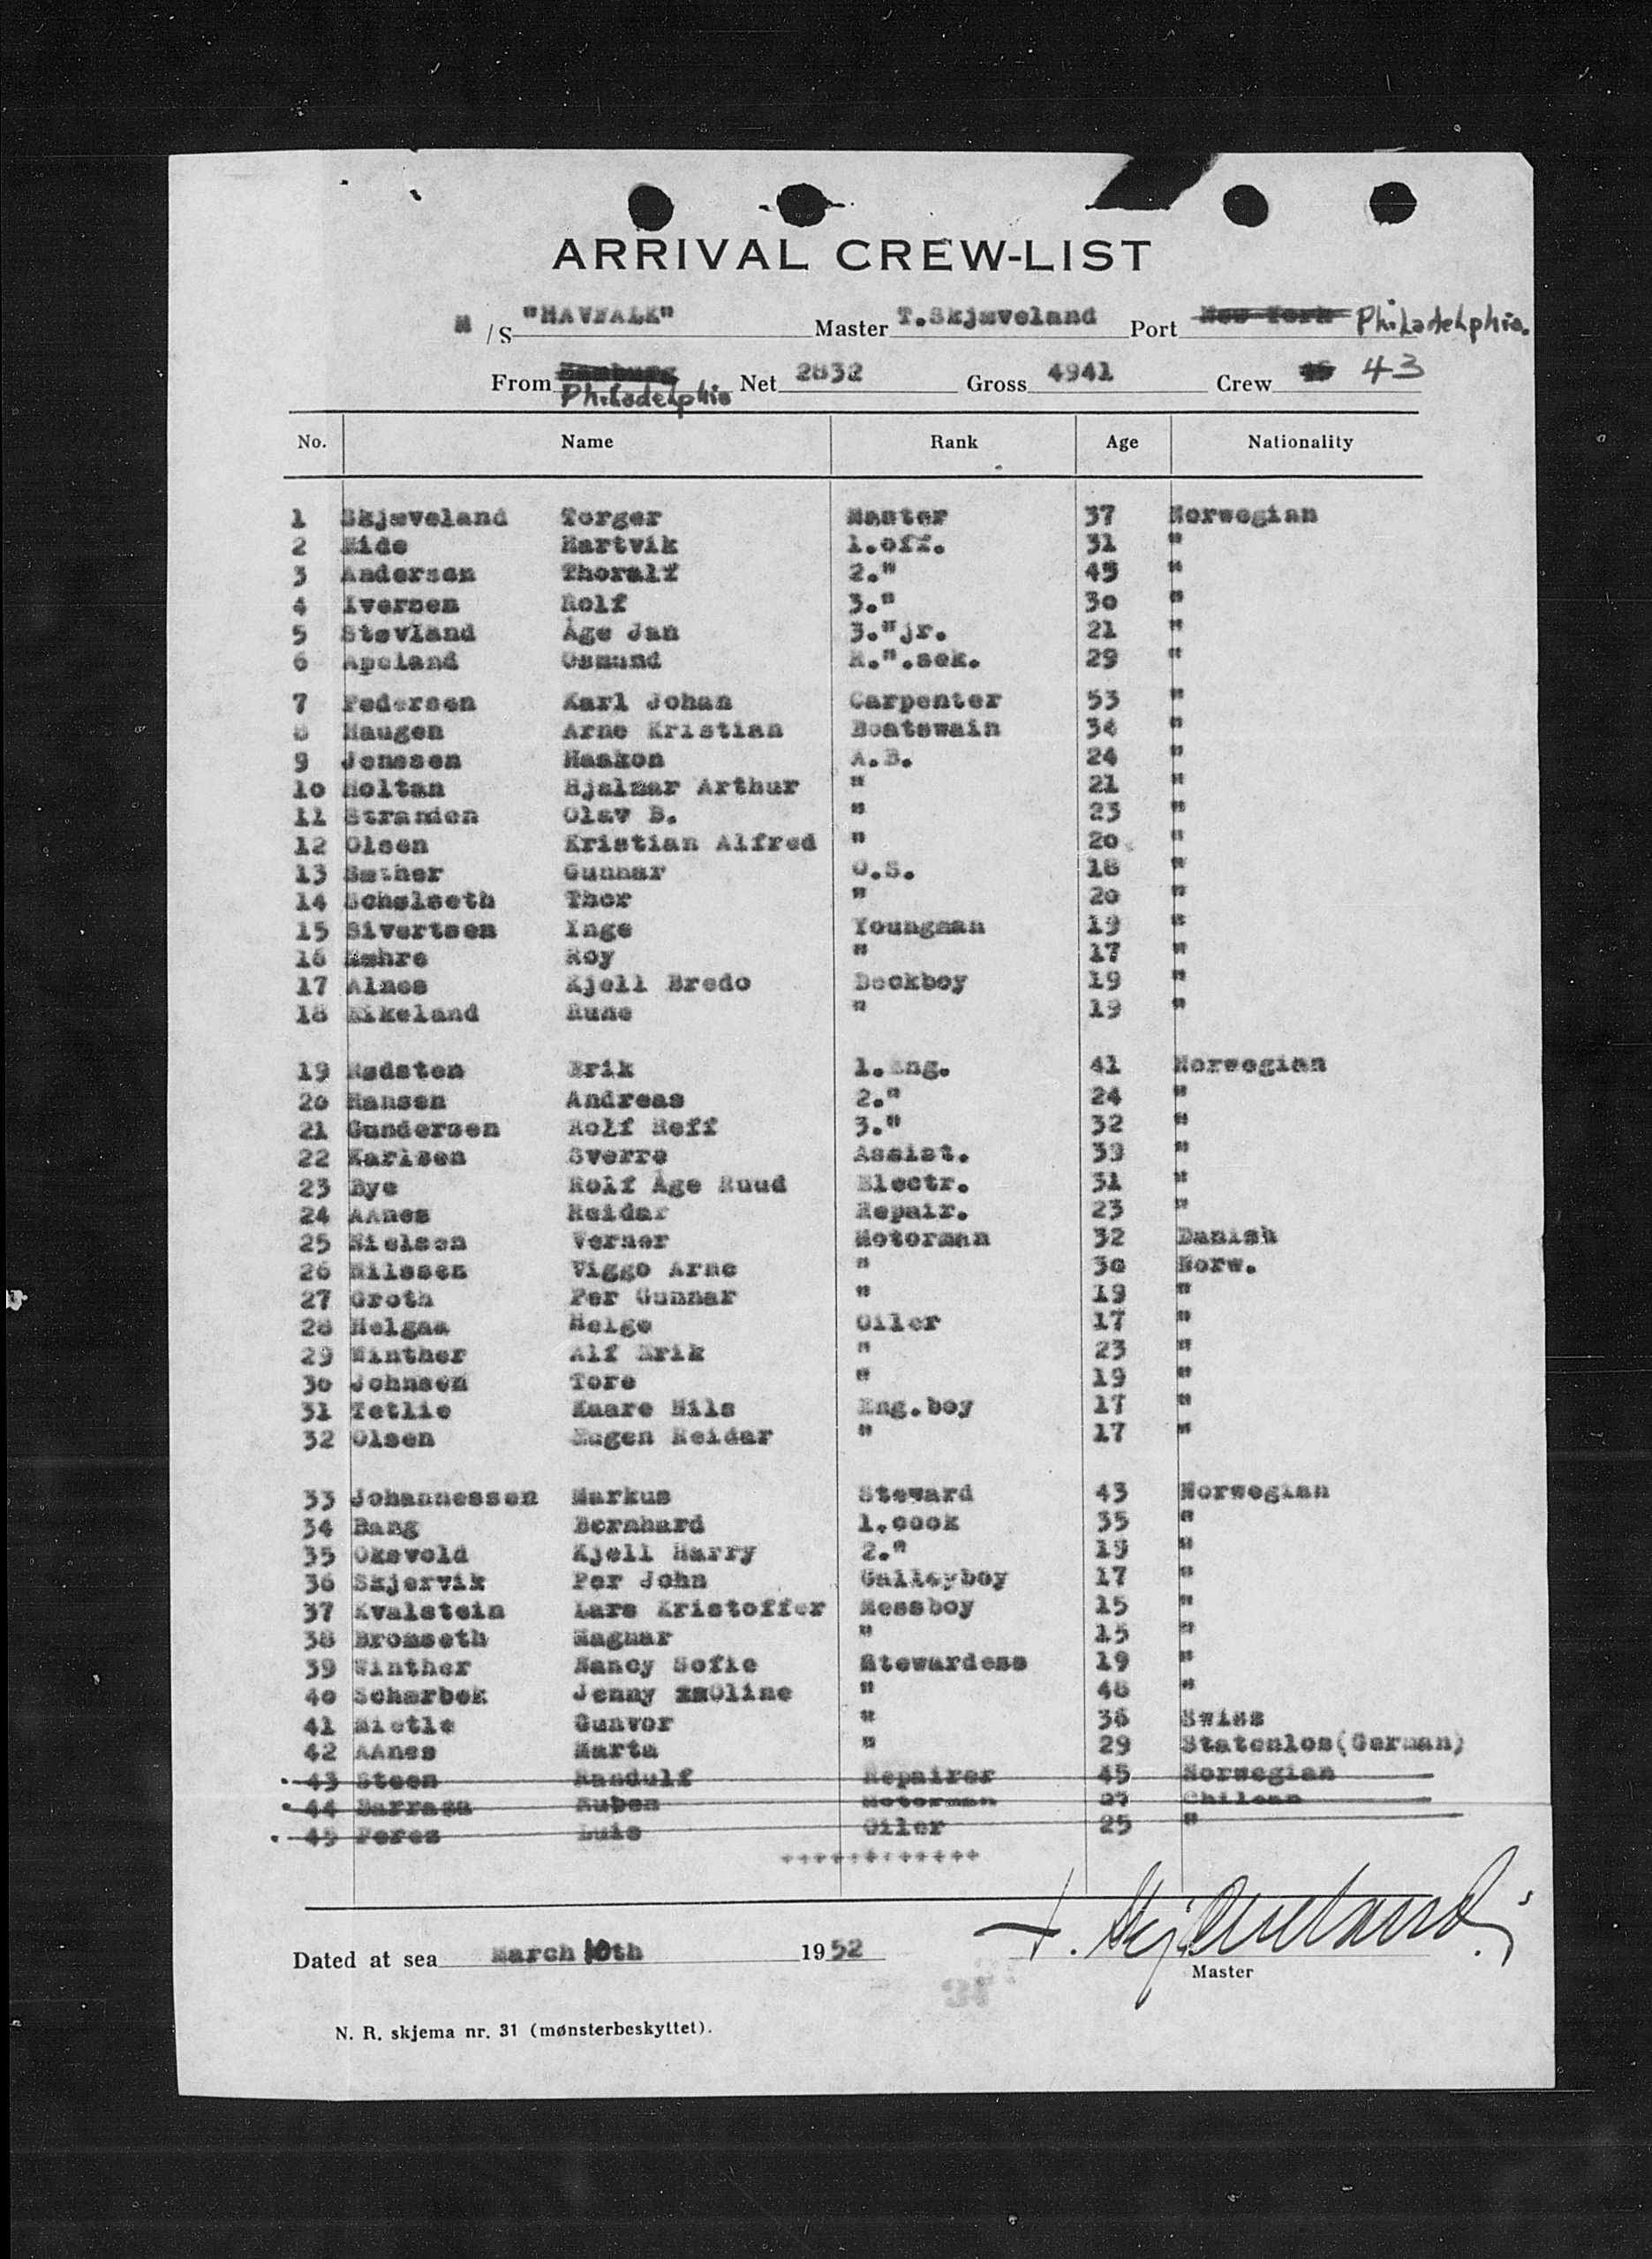 ARRIVAL CREW-LIST
M /S "HAVFALK" Master T.Skjæveland Port New York Philadelphia.
From Hamburg Philadelphia Net 2832 Gross 4941 Crew 43
No. Name Rank Age Nationality
1 Skjæveland Torger Master 37 Norwegian
2 Eide Hartvik 1.off. 31 "
3 Andersen Thoralf 2." 45 "
4 Iversen Rolf 3." 30 "
5 Støvland Åge Jan 3."jr. 21 "
6 Apeland Osmund R.".sek. 29 "
7 Pedersen Karl Johan Carpenter 53 "
8 Haugen Arne Kristian Boatswain 34 "
9 Jenssen Haakon A.B. 24 "
10 Holtan Hjalmar Arthur " 21 "
11 Olav B. " 23 "
12 Olsen Kristian Alfred " 20 "
13 Sæther Gunnar O.S. 18 "
14 Schølseth Thor " 20 "
15 Sivertsen Inge Youngman 19 "
16 Roy " 17 "
17 Alnes Kjell Bredo Deckboy 19 "
18 Eikeland Rune " 19 "
19 Rødsten Erik 1.Eng. 41 Norwegian
20 Hansen Andreas 2." 24 "
21 Gundersen Rolf Reff 3." 32 "
22 Karlsen Sverre Assist. 39 "
23 Bye Rolf Åge Ruud Electr. 31 "
24 AAnes Reidar Repair. 23 "
25 Nielsen Verner Motorman 32 Danish
26 Nilssen Viggo Arne " 30 Norw.
27 Groth Per Gunnar " 19 "
28 Helgaa Helge Oiler 17 "
29 Winther Alf Erik " 23 "
30 Johnsen Tore " 19 "
31 Tetlie Kaare Nils Eng.boy 17 "
32 Olsen Eugen Reidar " 17 "
33 Johannessen Markus Steward 43 Norwegian
34 Bang Bernhard 1.cook 35 "
35 Oksvold Kjell Harry 2." 19 "
36 Skjervik Per John Galleyboy 17 "
37 Kvalstein Lars Kristoffer Messboy 15 "
38 Bromseth Magnar " 15 "
39 Winther Nancy Sofie Stewardess 19 "
40 Schærbek Jenny Oline " 48 "
41 Gunvor " 36 Swiss
42 AAnes Marta " 29 Statenlos(German)
43 Steen Randulf Repairer 45 Norwegian
44 Barraga Ruben Motorman Chilean
45 Perez Luis Oiler 25 "
++++++++++++
Dated at sea March 10th 1952 T. Skjæveland
Master
N. R. skjema nr. 31 (mønsterbeskyttet).